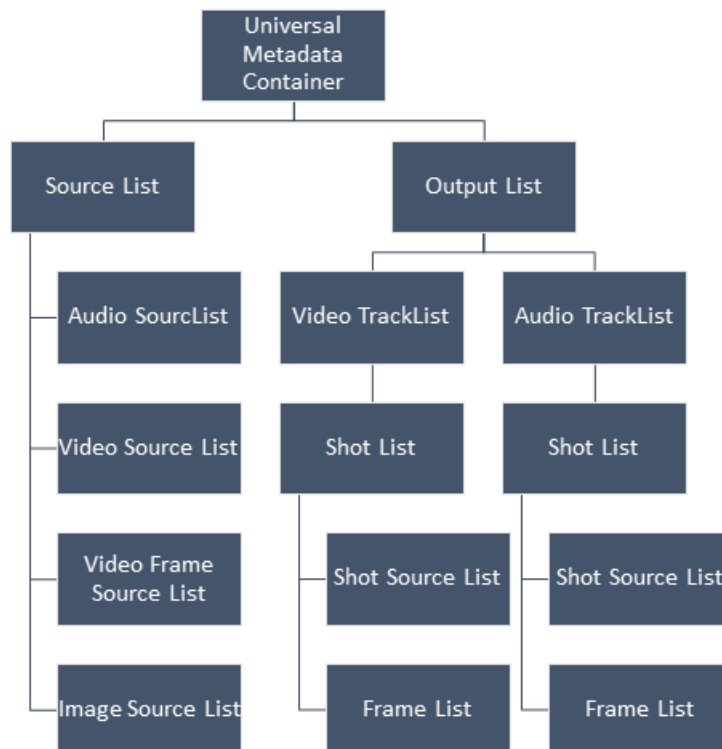 Universal
Metadata
Container
Source List
Output List
Audio SourcList
Video TrackList
Audio TrackList
Video Source List
Shot List
Shot List
Video Frame
Source List
Shot Source List
Shot Source List
Image Source List
Frame List
Frame List